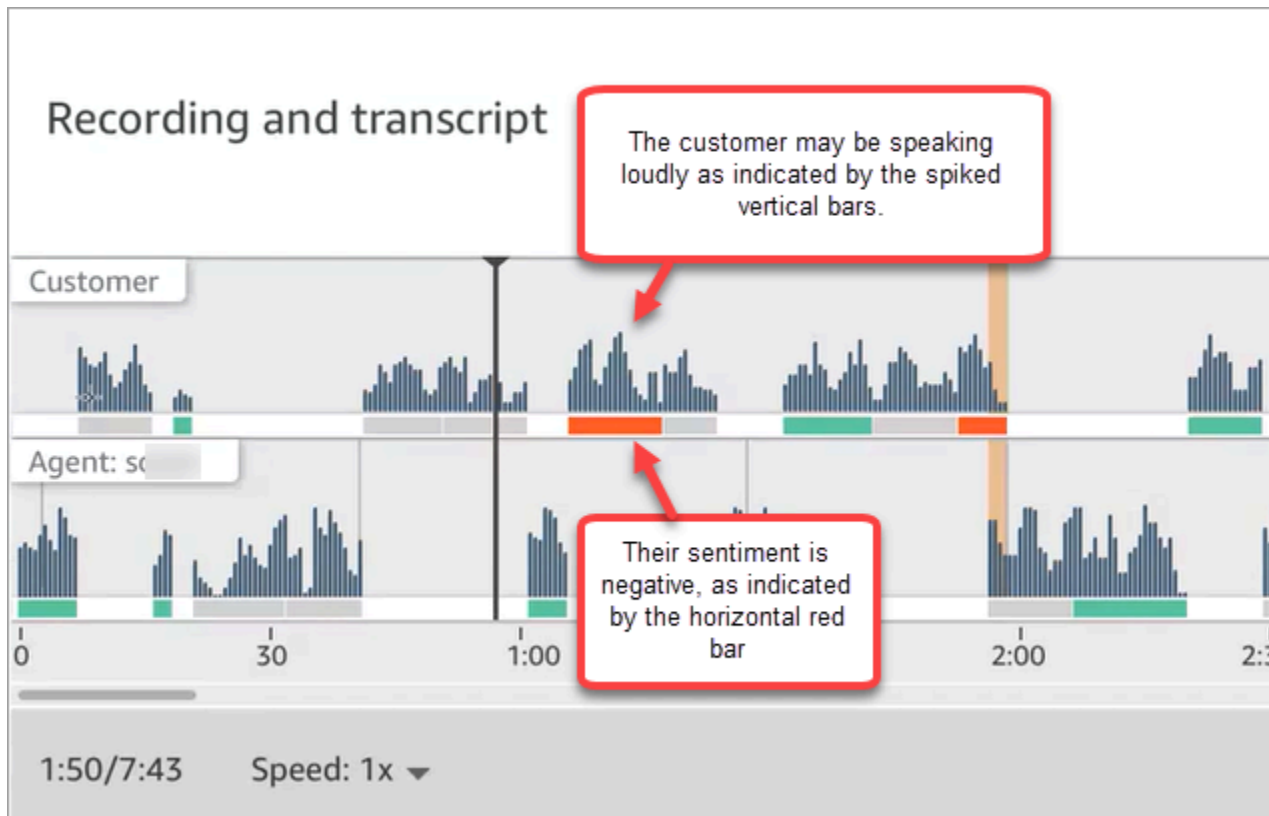 Recording and transcript
The customer may be speaking
loudly as indicated by the spiked
vertical bars.
Customer
Agent:
Their sentiment is
negative, as indicated
by the horizontal red
bar
0 30 1:00 2:00
1:50/7:43 Speed: 1x